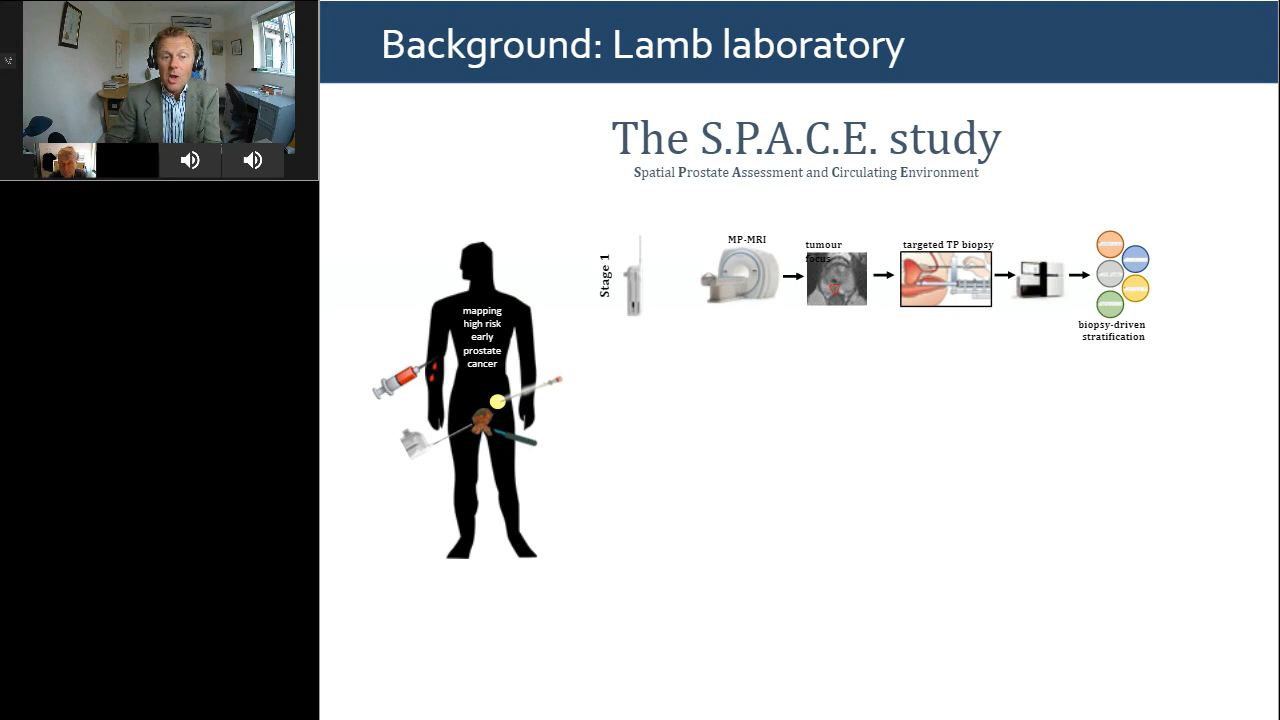 Background: Lamb laboratory
The S.P.A.C.E. study
Spatial Prostate Assessment and Circulating Environment
mapping
high risk
early
prostate
cancer
Stage 1
MP-MRI
tumour
focus
targeted TP biopsy
biopsy-driven
stratification